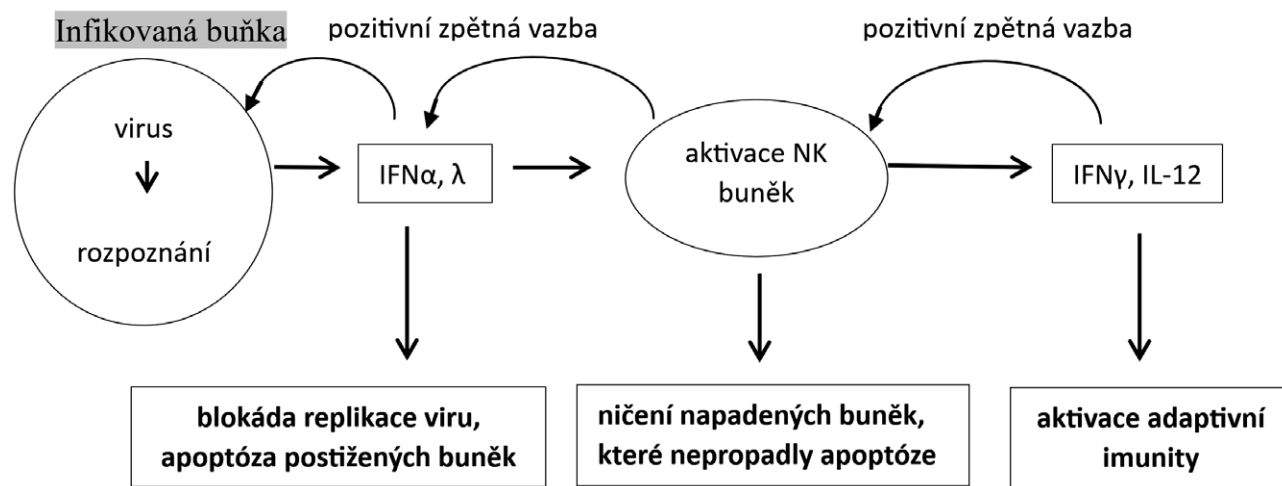 Infikovaná buňka
pozitivní zpětná vazba
pozitivní zpětná vazba
virus
rozpoznání
IFNα, λ
aktivace NK
buněk
IFNγ, IL-12
blokáda replikace viru,
apoptóza postižených buněk
ničení napadených buněk,
které nepropadly apoptóze
aktivace adaptivní
imunity